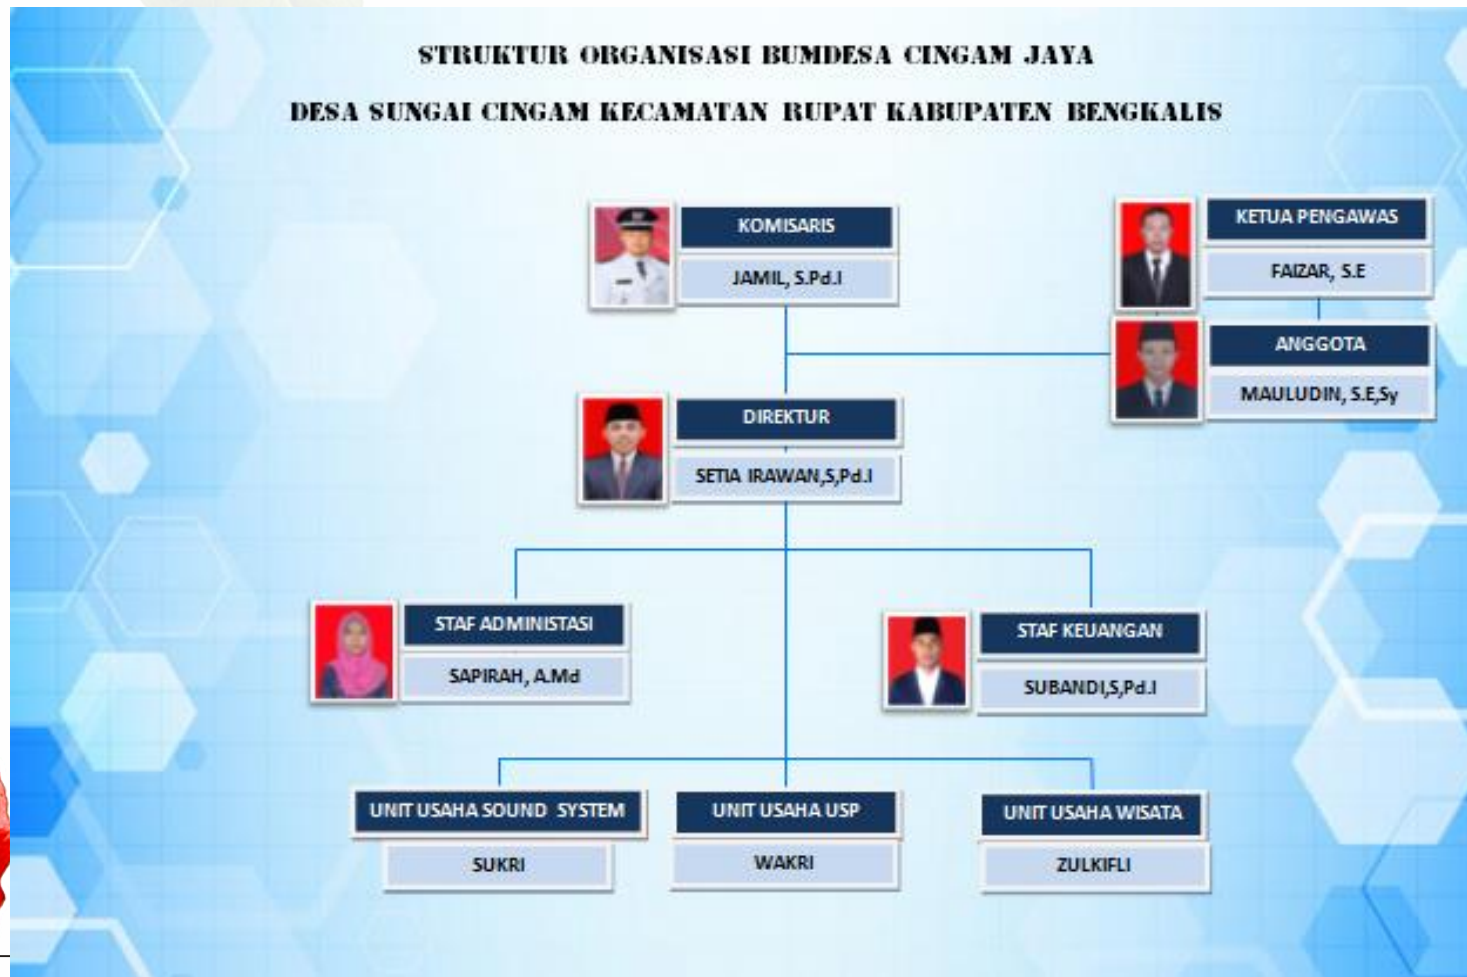 STRUKTUR ORGANISASI BUMDESA CINGAM JAYA
DESA SUNGAI CINGAM KECAMATAN RUPAT KABUPATEN BENGKALIS
KOMISARIS
JAMIL, S.Pd.I
KETUA PENGAWAS
FAIZAR, S.E
ANGGOTA
MAULUDIN, S.E,Sy
DIREKTUR
SETIA IRAWAN,S,Pd.I
STAF ADMINISTASI
SAPIRAH, A.Md
STAF KEUANGAN
SUBANDI,S,Pd.I
UNIT USAHA SOUND SYSTEM
SUKRI
UNIT USAHA USP
WAKRI
UNIT USAHA WISATA
ZULKIFLI